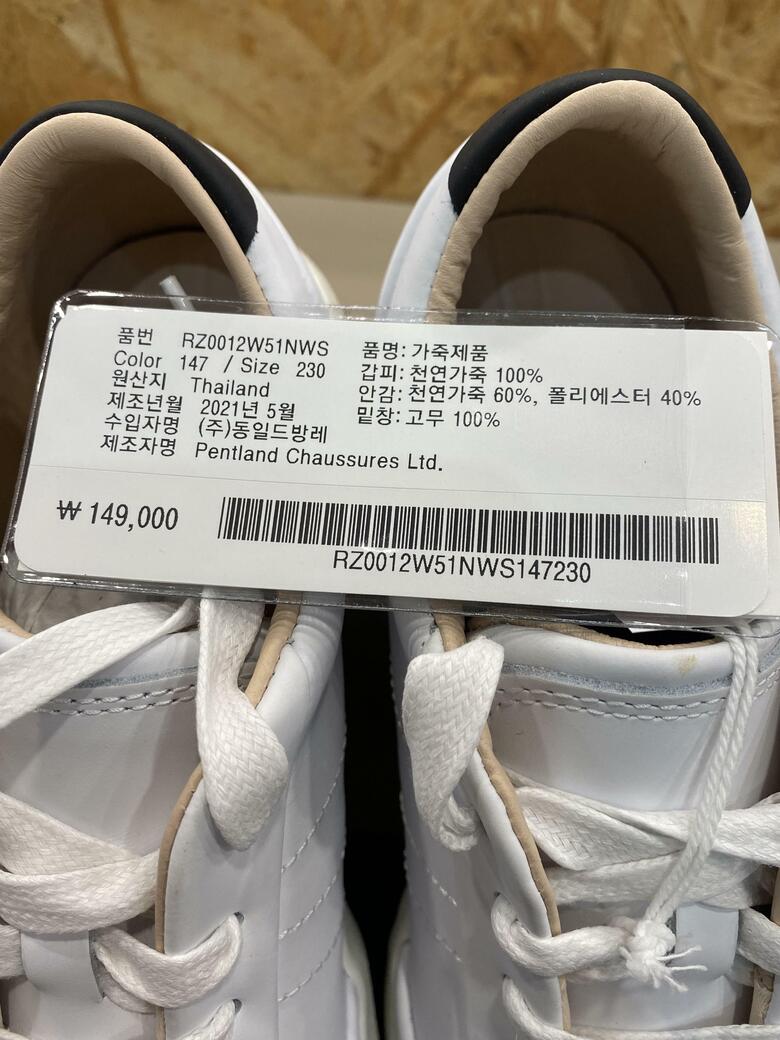 품번 RZ0012W51NWS
Color 147 / Size 230
원산지 Thailand
제조년월 2021년 5월
수입자명 (주)동일드방레
제조자명 Pentland Chaussures Ltd.
품명: 가죽제품
갑피: 천연가죽 100%
안감: 천연가죽 60%, 폴리에스터 40%
밑창: 고무 100%
₩ 149,000
RZ0012W51NWS147230